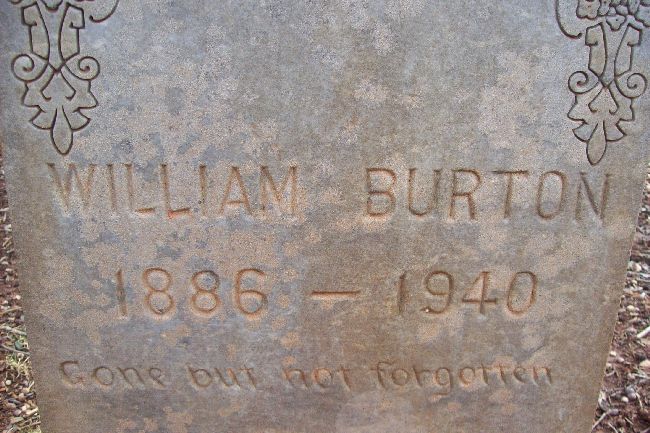 WILLIAM BURTON
1886 – 1940
Gone but not forgotten